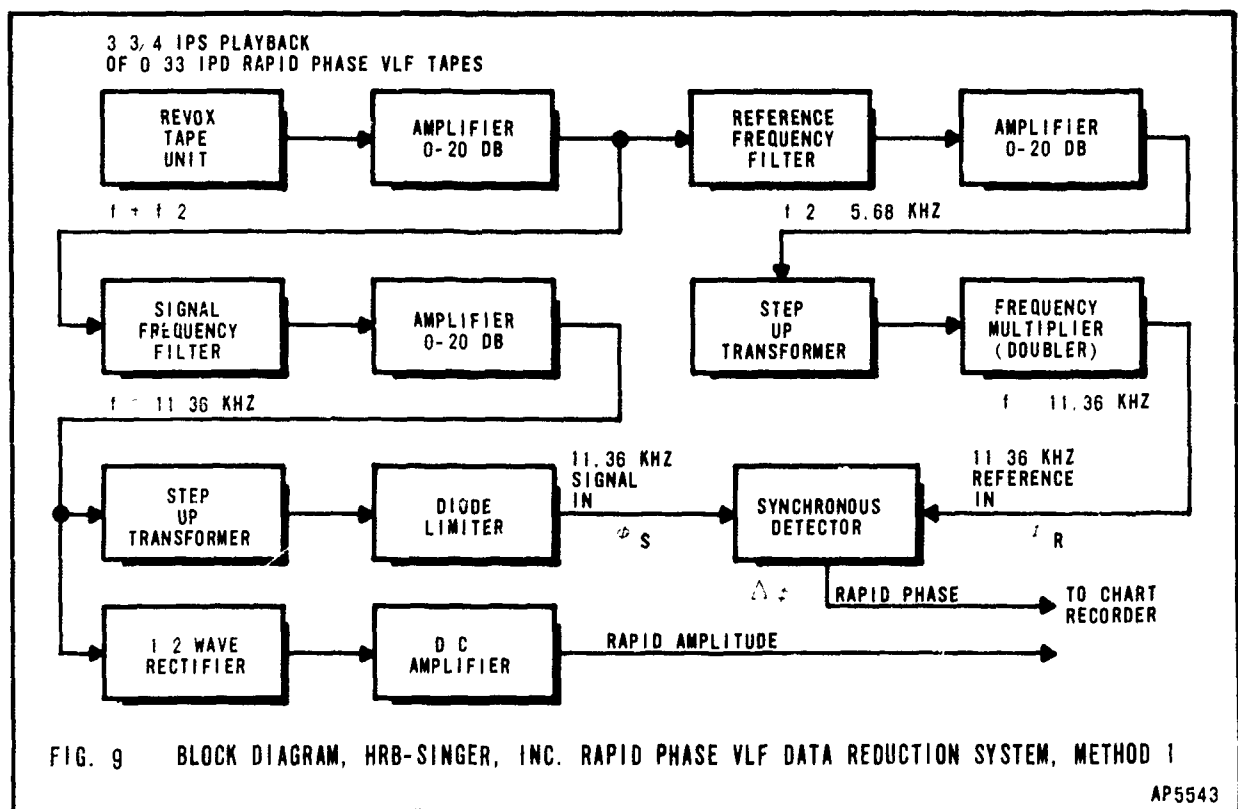 3 3/4 IPS PLAYBACK
OF 0 33 IPD RAPID PHASE VLF TAPES
REVOX
TAPE
UNIT
AMPLIFIER
0-20 DB
REFERENCE
FREQUENCY
FILTER
AMPLIFIER
0-20 DB
f + f 2
f 2 5.68 KHZ
SIGNAL
FREQUENCY
FILTER
AMPLIFIER
0-20 DB
STEP
UP
TRANSFORMER
FREQUENCY
MULTIPLIER
(DOUBLER)
f - 11.36 KHZ
f 11.36 KHZ
STEP
UP
TRANSFORMER
DIODE
LIMITER
11.36 KHZ
SIGNAL
IN
Φ S
SYNCHRONOUS
DETECTOR
11 36 KHZ
REFERENCE
IN
R
Δ
RAPID PHASE
TO CHART
RECORDER
1 2 WAVE
RECTIFIER
D C
AMPLIFIER
RAPID AMPLITUDE
FIG. 9 BLOCK DIAGRAM, HRB-SINGER, INC. RAPID PHASE VLF DATA REDUCTION SYSTEM, METHOD 1
AP5543